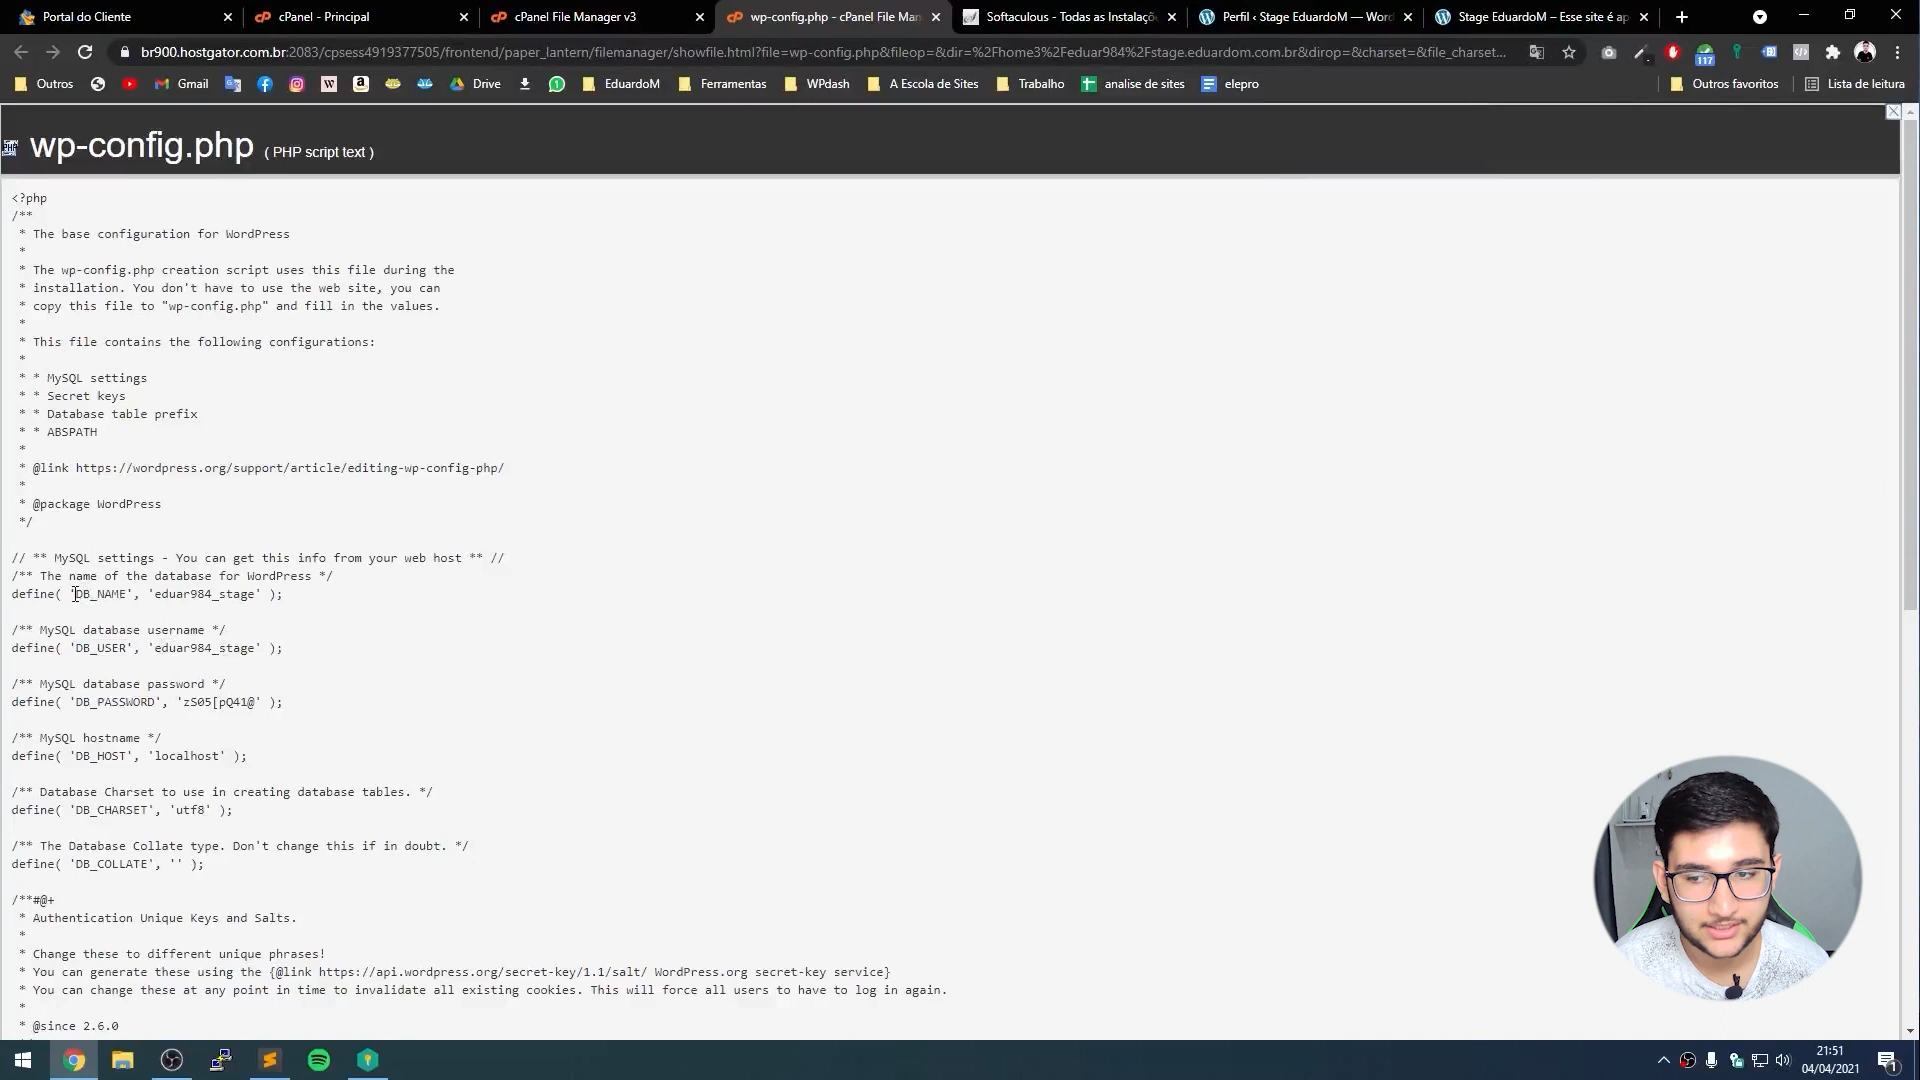 Portal do Cliente
cPanel - Principal
cPanel File Manager v3
wp-config.php - cPanel File Man
Softaculous - Todas as Instalaçõ
Perfil ‹ Stage EduardoM — Word
Stage EduardoM – Esse site é ap
br900.hostgator.com.br:2083/cpsess4919377505/frontend/paper_lantern/filemanager/showfile.html?file=wp-config.php&fileop=&dir=%2Fhome3%2Feduar984%2Fstage.eduardom.com.br&dirop=&charset=&file_charset...
117
Outros
Gmail
Drive
EduardoM
Ferramentas
WPdash
A Escola de Sites
Trabalho
analise de sites
elepro
Outros favoritos
Lista de leitura
wp-config.php ( PHP script text )
<?php
/**
 * The base configuration for WordPress
 *
 * The wp-config.php creation script uses this file during the
 * installation. You don't have to use the web site, you can
 * copy this file to "wp-config.php" and fill in the values.
 *
 * This file contains the following configurations:
 *
 * * MySQL settings
 * * Secret keys
 * * Database table prefix
 * * ABSPATH
 *
 * @link https://wordpress.org/support/article/editing-wp-config-php/
 *
 * @package WordPress
 */
// ** MySQL settings - You can get this info from your web host ** //
/** The name of the database for WordPress */
define( 'DB_NAME', 'eduar984_stage' );
/** MySQL database username */
define( 'DB_USER', 'eduar984_stage' );
/** MySQL database password */
define( 'DB_PASSWORD', 'zS05[pQ41@' );
/** MySQL hostname */
define( 'DB_HOST', 'localhost' );
/** Database Charset to use in creating database tables. */
define( 'DB_CHARSET', 'utf8' );
/** The Database Collate type. Don't change this if in doubt. */
define( 'DB_COLLATE', '' );
/**#@+
 * Authentication Unique Keys and Salts.
 *
 * Change these to different unique phrases!
 * You can generate these using the {@link https://api.wordpress.org/secret-key/1.1/salt/ WordPress.org secret-key service}
 * You can change these at any point in time to invalidate all existing cookies. This will force all users to have to log in again.
 *
 * @since 2.6.0
21:51
04/04/2021